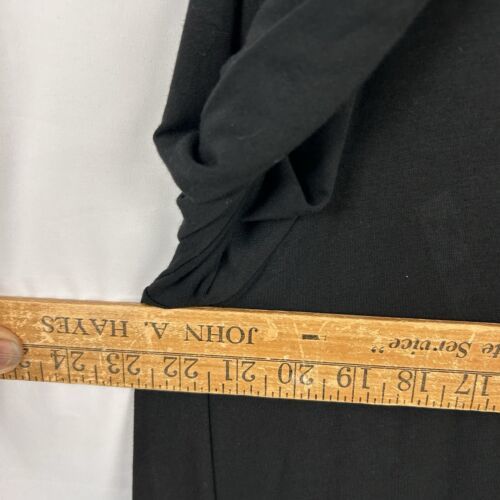 JOHN A. HAYES - Service"
24 23 22 21 20 19 18 17